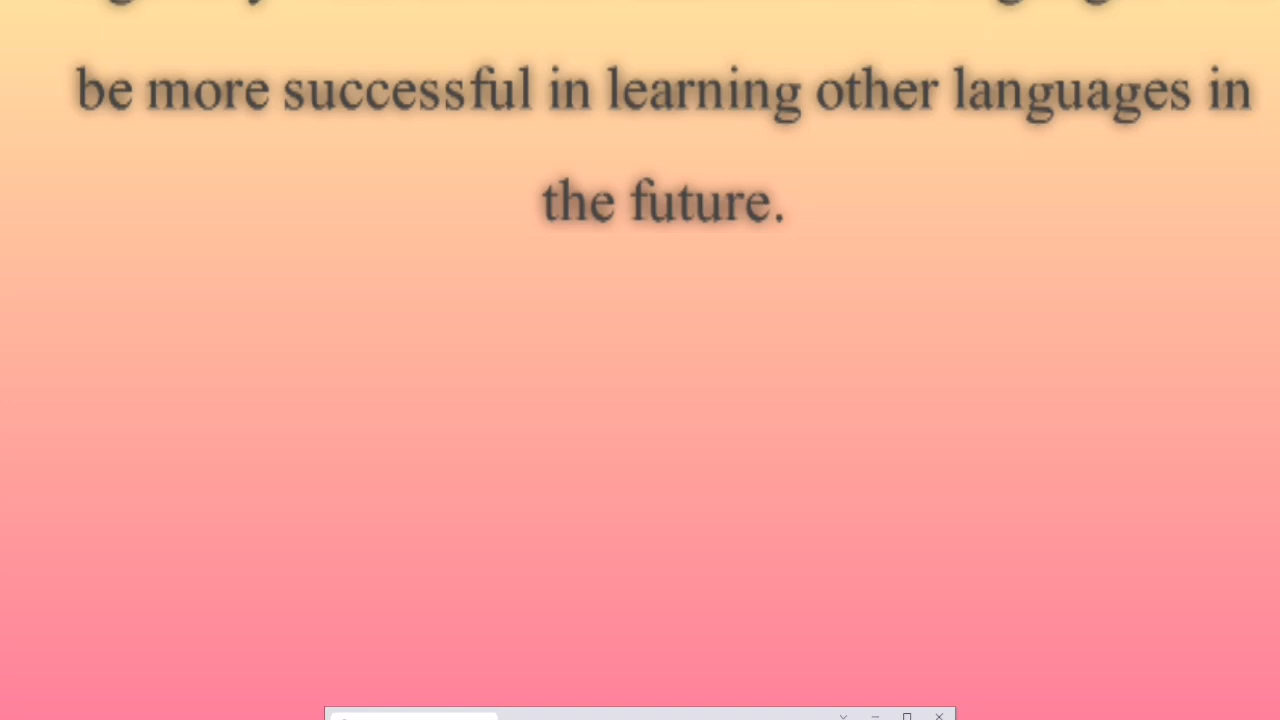 be more successful in learning other languages in
the future.